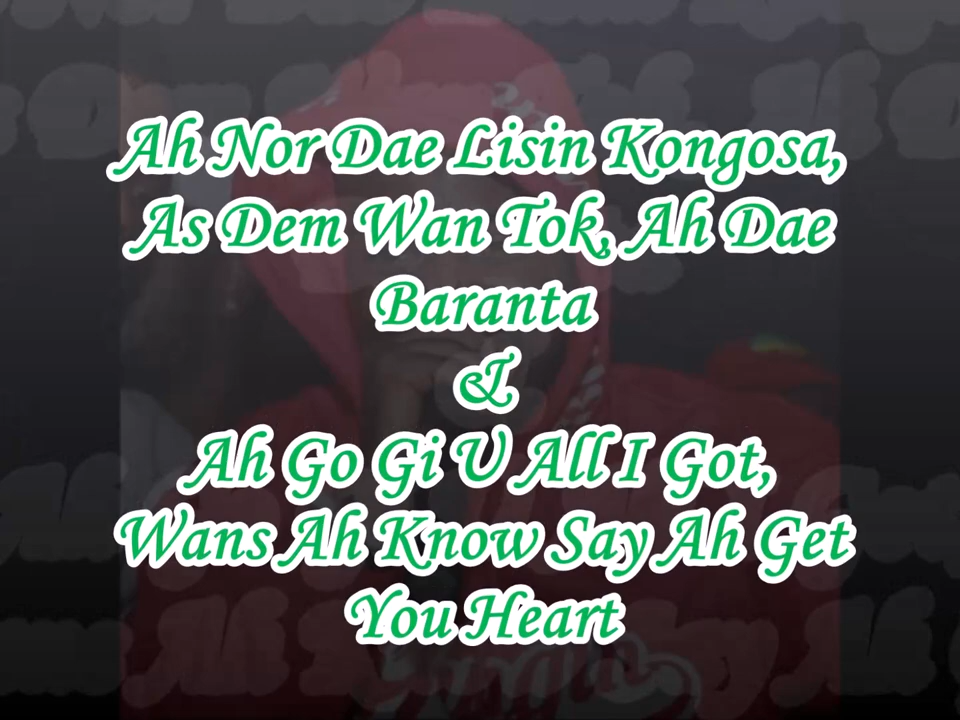 Ah Nor Dae Lisin Kongosa,
As Dem Wan Tok, Ah Dae
Baranta
&
Ah Go Gi U All I Got,
Wans Ah Know Say Ah Get
You Heart